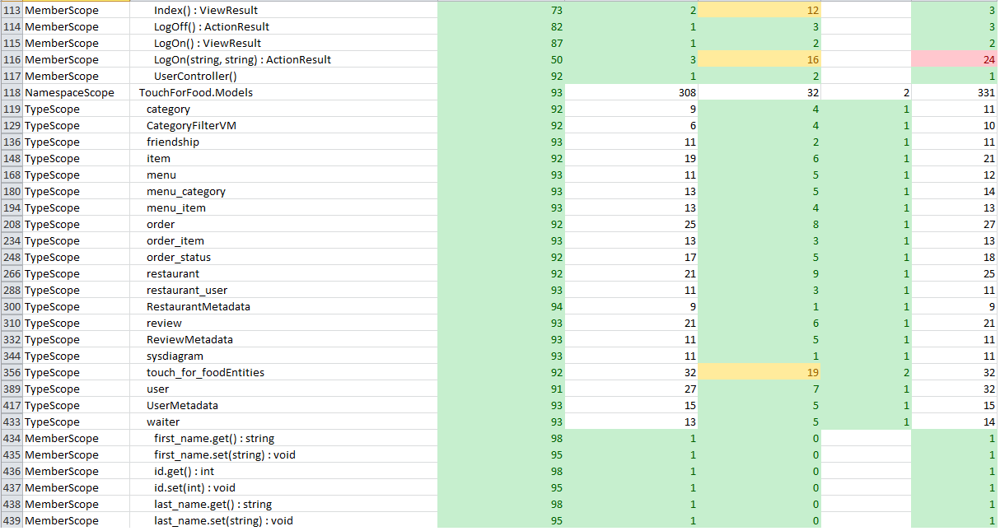 113 MemberScope Index() : ViewResult 73 2 12 3
114 MemberScope LogOff() : ActionResult 82 1 3 3
115 MemberScope LogOn() : ViewResult 87 1 2 2
116 MemberScope LogOn(string, string) : ActionResult 50 3 16 24
117 MemberScope UserController() 92 1 2 1
118 NamespaceScope TouchForFood.Models 93 308 32 2 331
119 TypeScope category 92 9 4 1 11
129 TypeScope CategoryFilterVM 92 6 4 1 10
136 TypeScope friendship 93 11 2 1 11
148 TypeScope item 92 19 6 1 21
168 TypeScope menu 93 11 5 1 12
180 TypeScope menu_category 93 13 5 1 14
194 TypeScope menu_item 93 13 4 1 13
208 TypeScope order 92 25 8 1 27
234 TypeScope order_item 93 13 3 1 13
248 TypeScope order_status 92 17 5 1 18
266 TypeScope restaurant 92 21 9 1 25
288 TypeScope restaurant_user 93 11 3 1 11
300 TypeScope RestaurantMetadata 94 9 1 1 9
310 TypeScope review 93 21 6 1 21
332 TypeScope ReviewMetadata 93 11 5 1 11
344 TypeScope sysdiagram 93 11 1 1 11
356 TypeScope touch_for_foodEntities 92 32 19 2 32
389 TypeScope user 91 27 7 1 32
417 TypeScope UserMetadata 93 15 5 1 15
433 TypeScope waiter 93 13 5 1 14
434 MemberScope first_name.get() : string 98 1 0 1
435 MemberScope first_name.set(string) : void 95 1 0 1
436 MemberScope id.get() : int 98 1 0 1
437 MemberScope id.set(int) : void 95 1 0 1
438 MemberScope last_name.get() : string 98 1 0 1
439 MemberScope last_name.set(string) : void 95 1 0 1